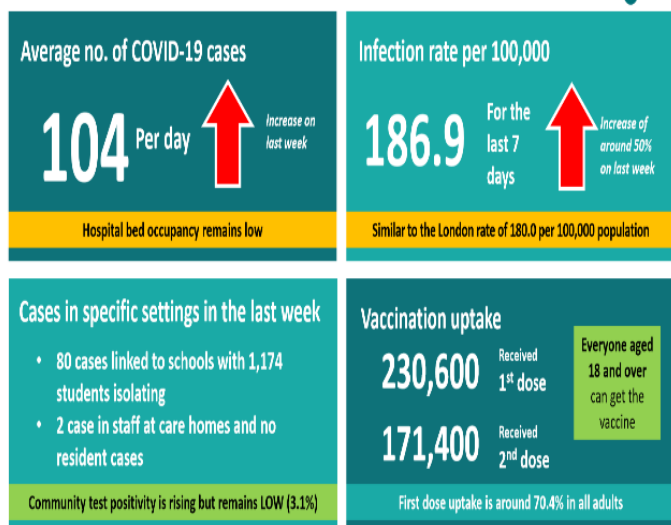 Average no. of COVID-19 cases
104 Per day
Increase on
last week
Hospital bed occupancy remains low
Infection rate per 100,000
186.9
For the
last 7
days
Increase of
around 50%
on last week
Similar to the London rate of 180.0 per 100,000 population
Cases in specific settings in the last week
• 80 cases linked to schools with 1,174
students isolating
• 2 case in staff at care homes and no
resident cases
Community test positivity is rising but remains LOW (3.1%)
Vaccination uptake
230,600
Received
1st dose
171,400
Received
2nd dose
Everyone aged
18 and over
can get the
vaccine
First dose uptake is around 70.4% in all adults